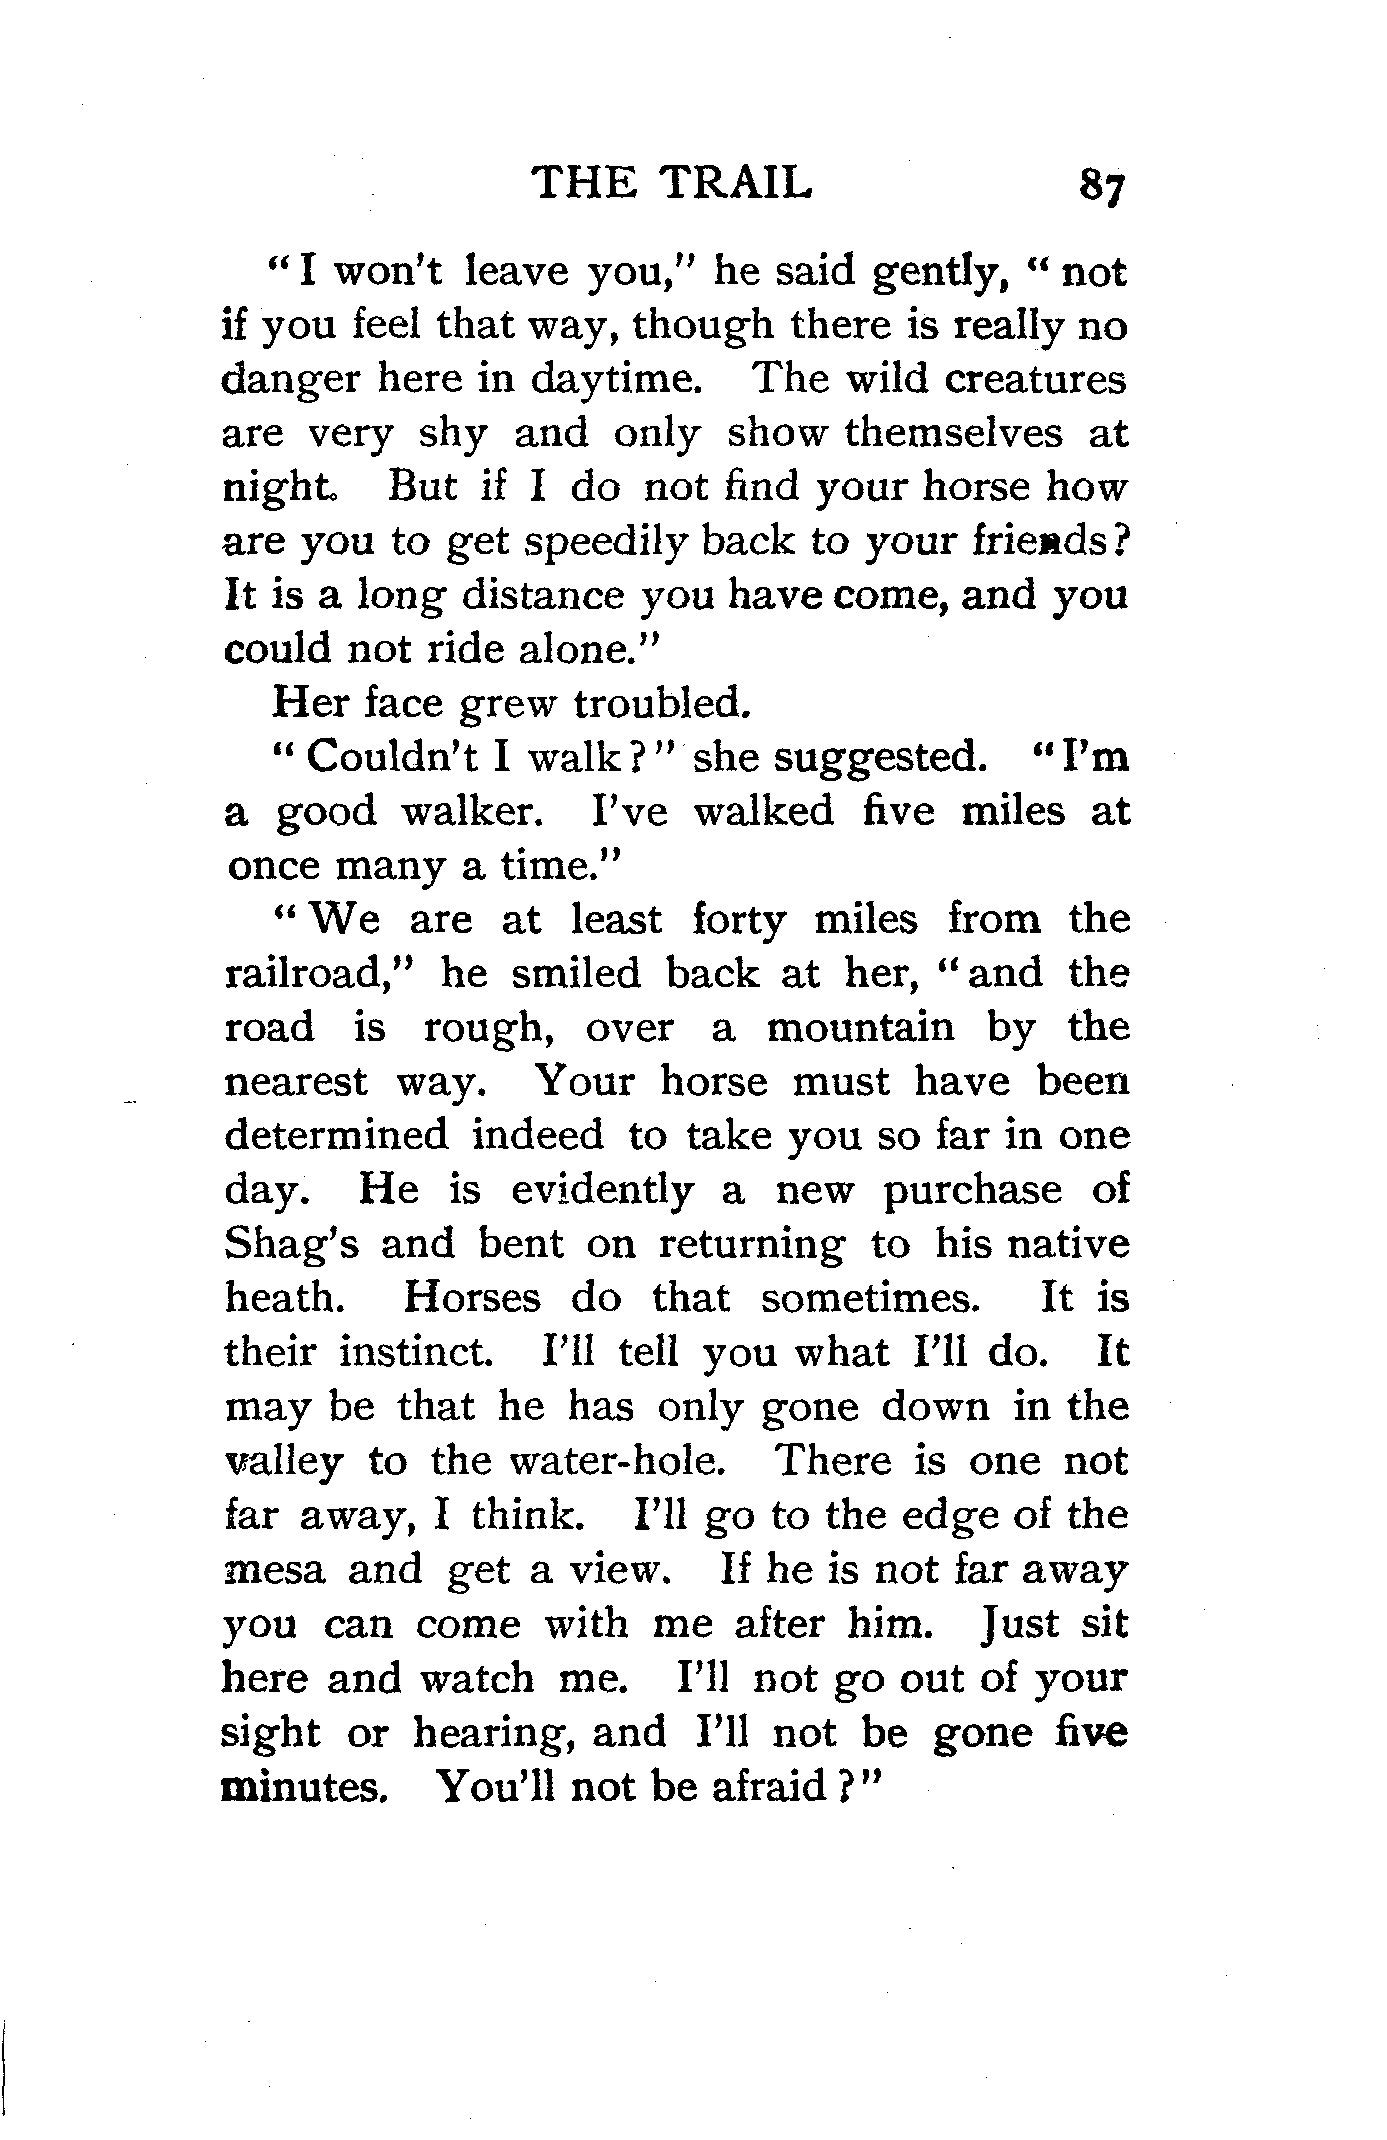 THE TRAIL 87
"I won't leave you," he said gently, "not
if you feel that way, though there is really no
danger here in daytime. The wild creatures
are very shy and only show themselves at
night. But if I do not find your horse how
are you to get speedily back to your friends?
It is a long distance you have come, and you
could not ride alone."
Her face grew troubled.
"Couldn't I walk?" she suggested. "I'm
a good walker. I've walked five miles at
once many a time."
"We are at least forty miles from the
railroad," he smiled back at her, "and the
road is rough, over a mountain by the
nearest way. Your horse must have been
determined indeed to take you so far in one
day. He is evidently a new purchase of
Shag's and bent on returning to his native
heath. Horses do that sometimes. It is
their instinct. I'll tell you what I'll do. It
may be that he has only gone down in the
valley to the water-hole. There is one not
far away, I think. I'll go to the edge of the
mesa and get a view. If he is not far away
you can come with me after him. Just sit
here and watch me. I'll not go out of your
sight or hearing, and I'll not be gone five
minutes. You'll not be afraid?"